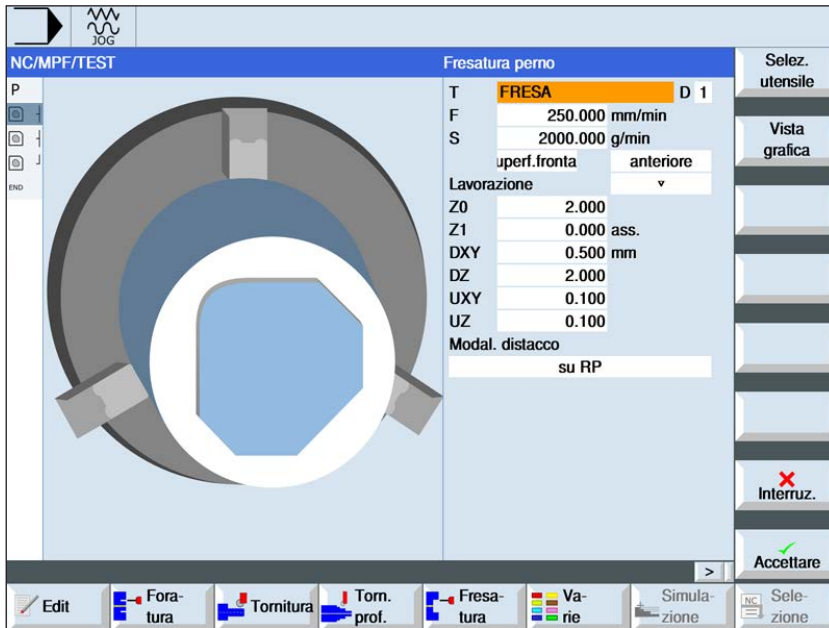 JOG
NC/MPF/TEST
Fresatura perno
P
END
T FRESA D 1
F 250.000 mm/min
S 2000.000 g/min
uperf.fronta anteriore
Lavorazione ▿
Z0 2.000
Z1 0.000 ass.
DXY 0.500 mm
DZ 2.000
UXY 0.100
UZ 0.100
Modal. distacco
su RP
Selez.
utensile
Vista
grafica
Interruz.
Accettare
>
Edit
Fora-
tura
Tornitura
Torn.
prof.
Fresa-
tura
Va-
rie
Simula-
zione
NC
Sele-
zione